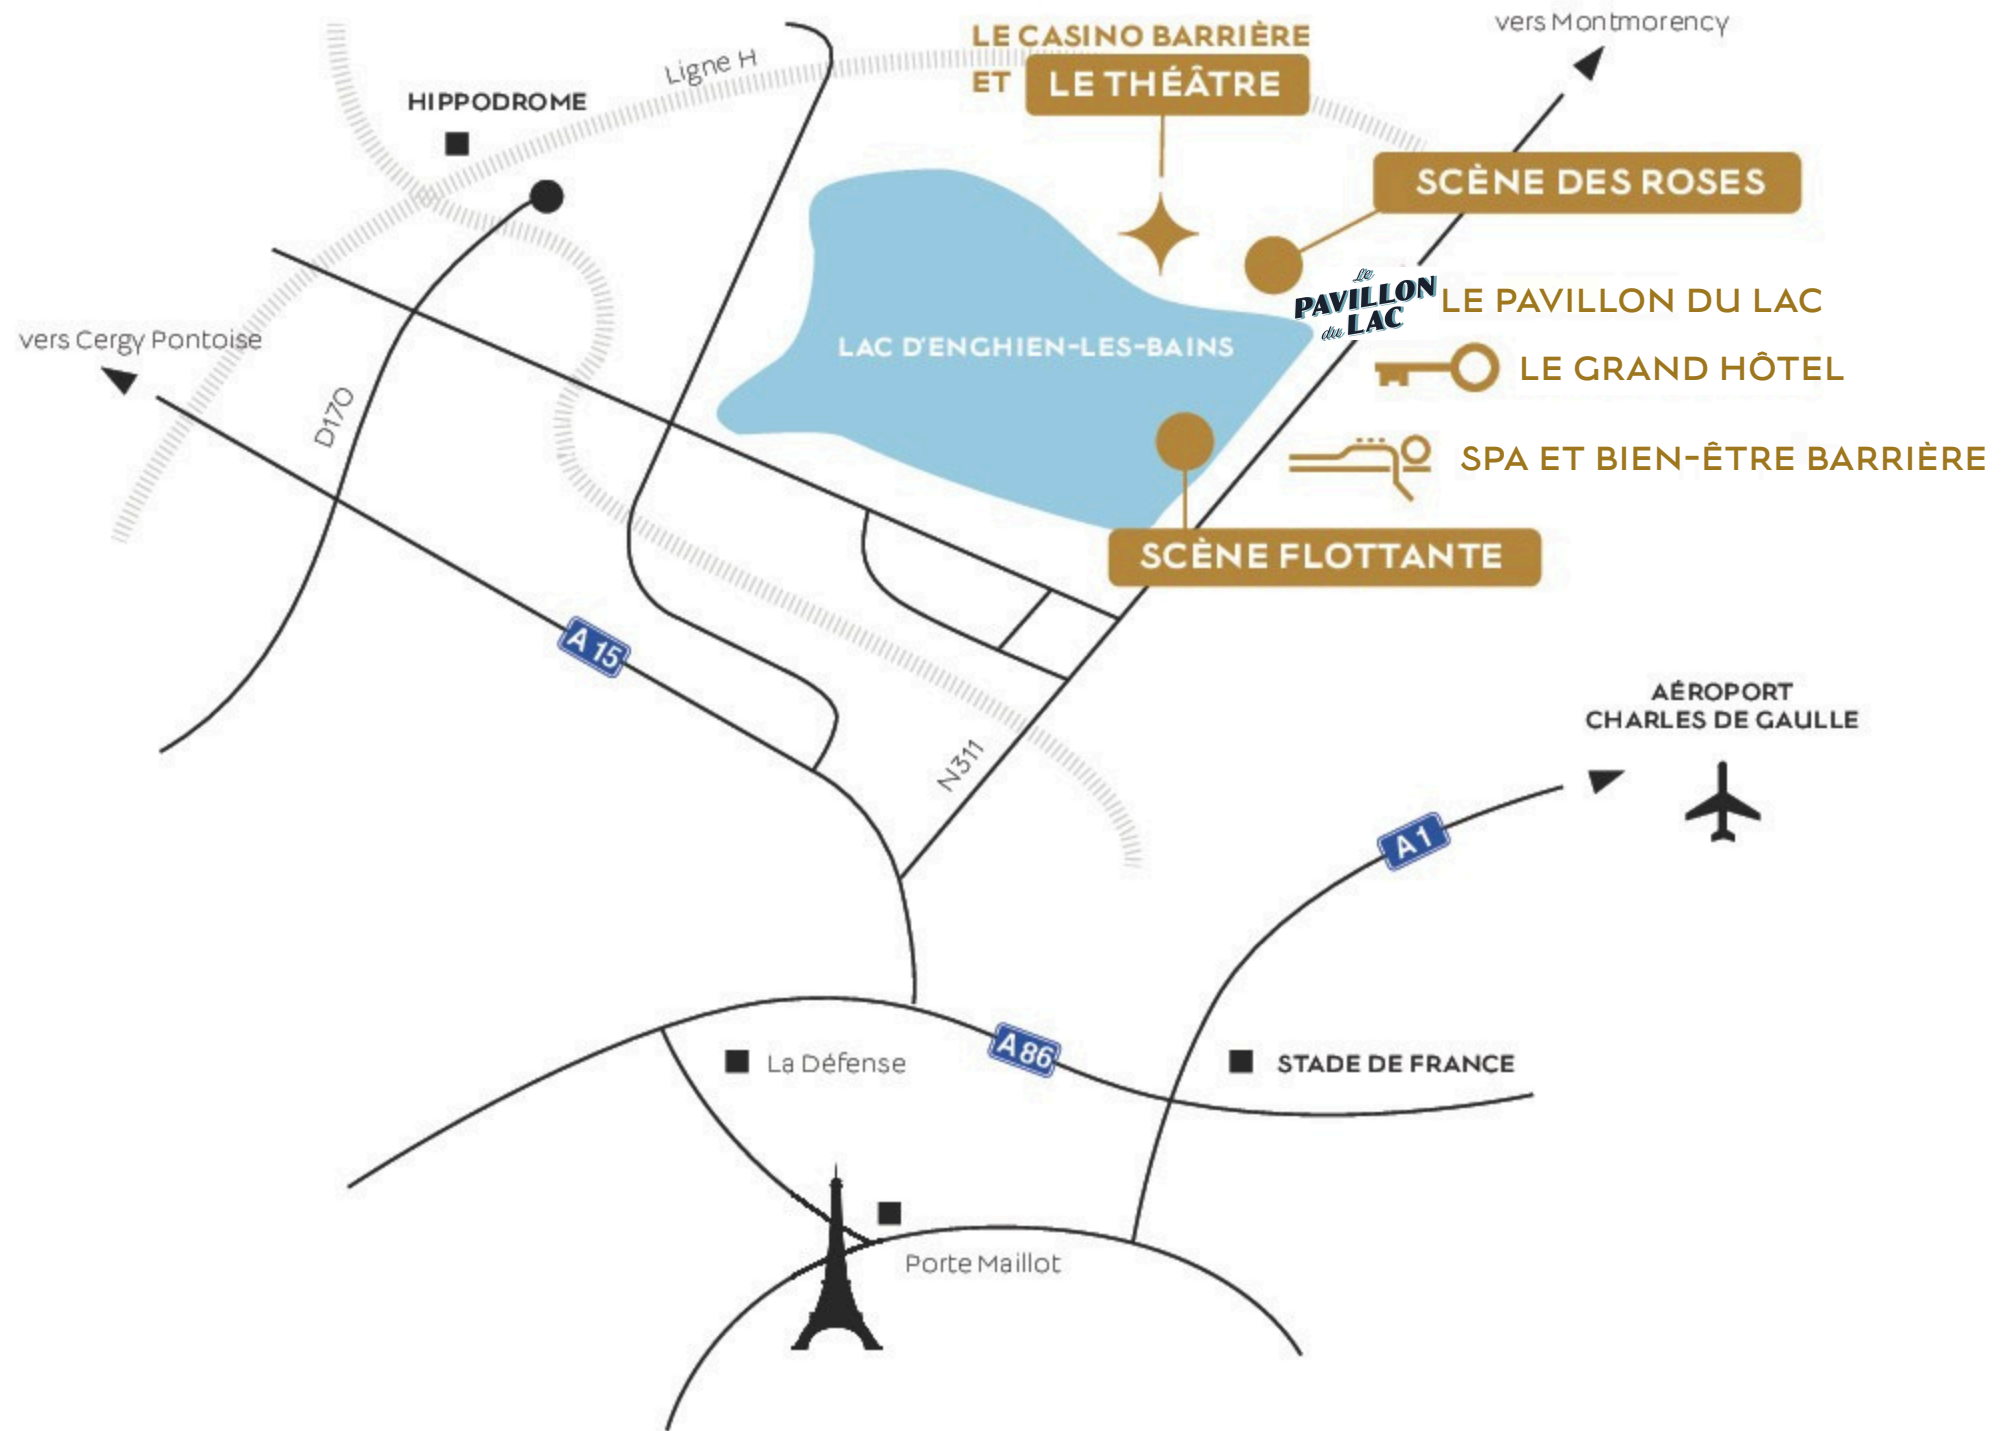 vers Montmorency
LE CASINO BARRIÈRE
ET LE THÉÂTRE
Ligne H
HIPPODROME
SCÈNE DES ROSES
Le
PAVILLON
du LAC
LE PAVILLON DU LAC
vers Cergy Pontoise
LAC D'ENGHIEN-LES-BAINS
LE GRAND HÔTEL
D170
SPA ET BIEN-ÊTRE BARRIÈRE
SCÈNE FLOTTANTE
A 15
AÉROPORT
CHARLES DE GAULLE
N311
A 1
A 86
La Défense
STADE DE FRANCE
Porte Maillot